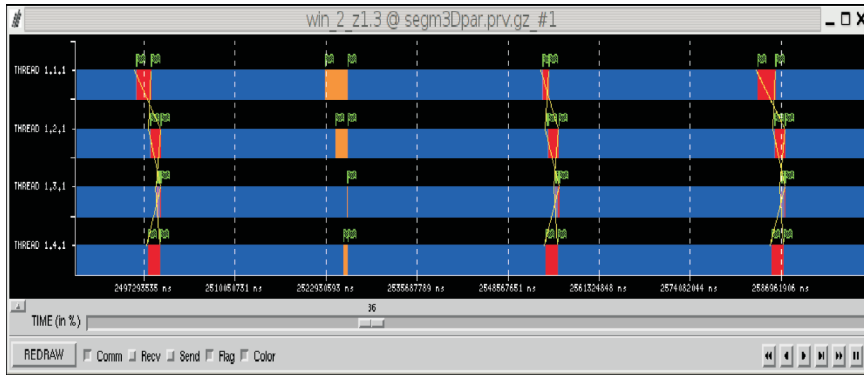 win_2_z1.3 @ segm3Dpar.prv.gz_#1
THREAD 1.1.1
THREAD 1.2.1
THREAD 1.3.1
THREAD 1.4.1
2497293535 ns 2510050731 ns 2522930593 ns 2535687789 ns 2548567651 ns 2561324848 ns 2574082044 ns 2586961906 ns
36
TIME (in %)
REDRAW Comm Recv Send Flag Color